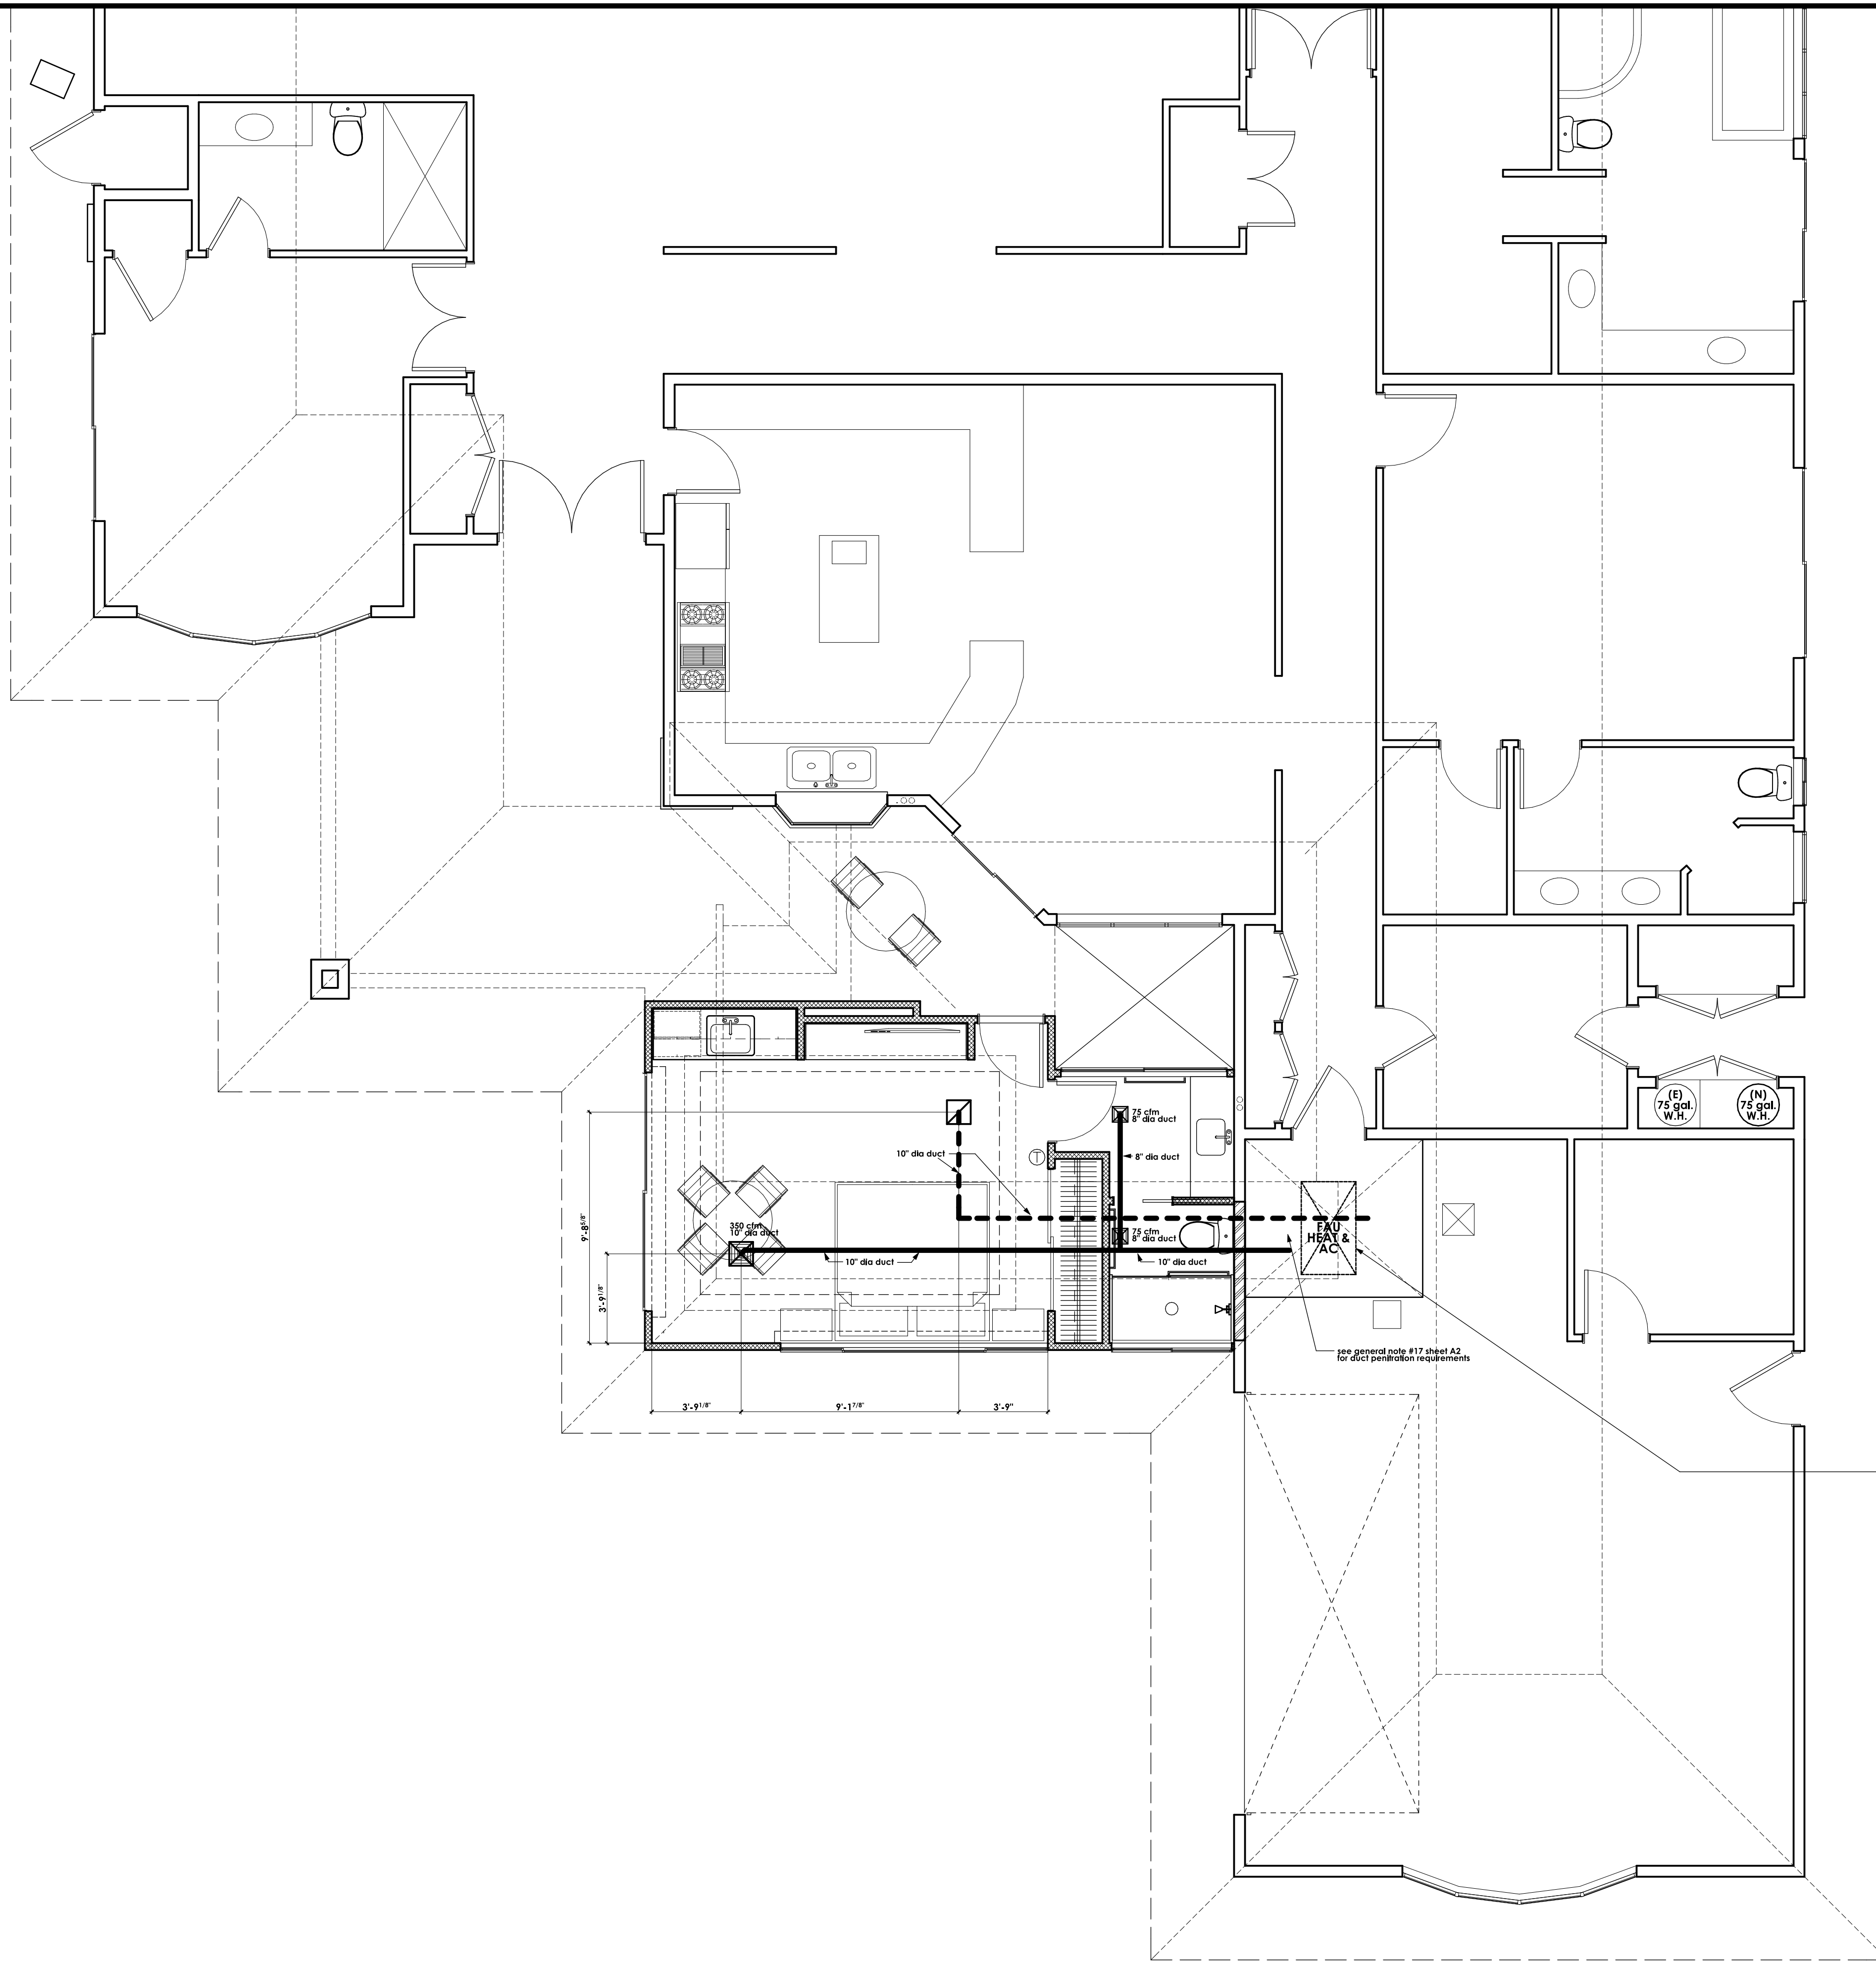 (E)
75 gal.
W.H.
(N)
75 gal.
W.H.
75 cfm
8" dia duct
10" dia duct
8" dia duct
T
9'-8 5/8"
350 cfm
10" dia duct
75 cfm
8" dia duct
FAU
HEAT &
AC
10" dia duct
10" dia duct
3'-9 1/8"
see general note #17 sheet A2
for duct penitration requirements
3'-9 1/8"
9'-1 7/8"
3'-9"